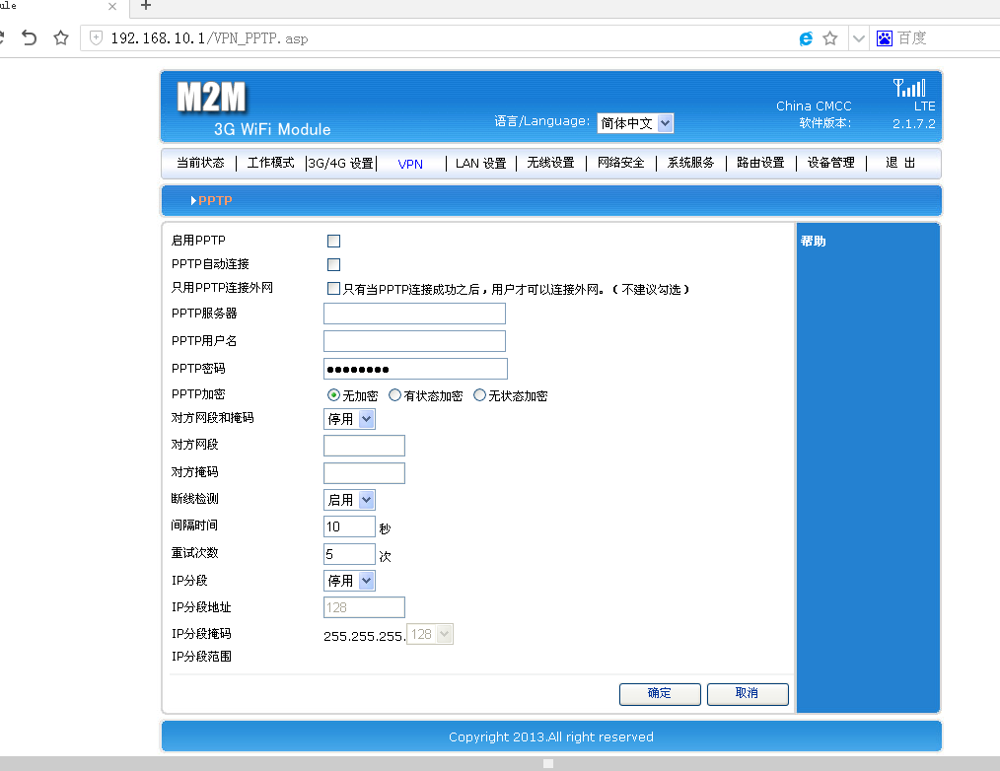 ule × +
192.168.10.1/VPN_PPTP.asp 百度
M2M
3G WiFi Module
语言/Language: 简体中文
China CMCC LTE
软件版本: 2.1.7.2
当前状态 工作模式 3G/4G 设置 VPN LAN 设置 无线设置 网络安全 系统服务 路由设置 设备管理 退 出
PPTP
帮助
启用PPTP
PPTP自动连接
只用PPTP连接外网 只有当PPTP连接成功之后，用户才可以连接外网。（不建议勾选）
PPTP服务器
PPTP用户名
PPTP密码 ●●●●●●●●
PPTP加密 无加密 有状态加密 无状态加密
对方网段和掩码 停用
对方网段
对方掩码
断线检测 启用
间隔时间 10 秒
重试次数 5 次
IP分段 停用
IP分段地址 128
IP分段掩码 255.255.255. 128
IP分段范围
确定 取消
Copyright 2013.All right reserved